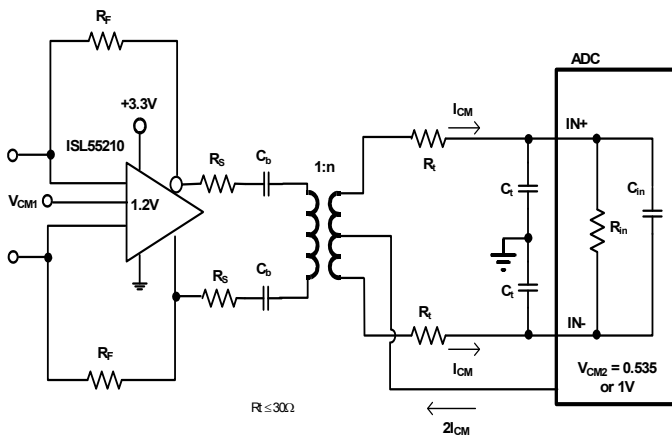 RF
ADC
+3.3V
ISL55210
ICM
IN+
RS
Cb
1:n
Rt
VCM1
1.2V
Ct
Cin
Rin
Ct
RS
Cb
Rt
IN-
RF
ICM
VCM2 = 0.535
or 1V
Rt ≤ 30Ω
2ICM